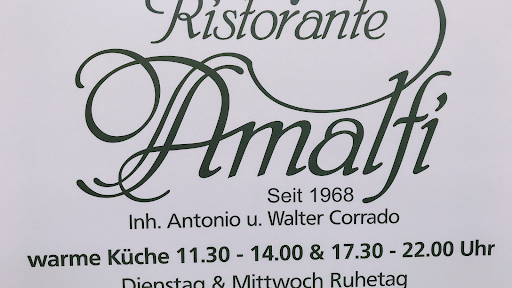 Ristorante
Amalfi
Seit 1968
Inh. Antonio u. Walter Corrado
warme Küche 11.30 - 14.00 & 17.30 - 22.00 Uhr
Dienstag & Mittwoch Ruhetag